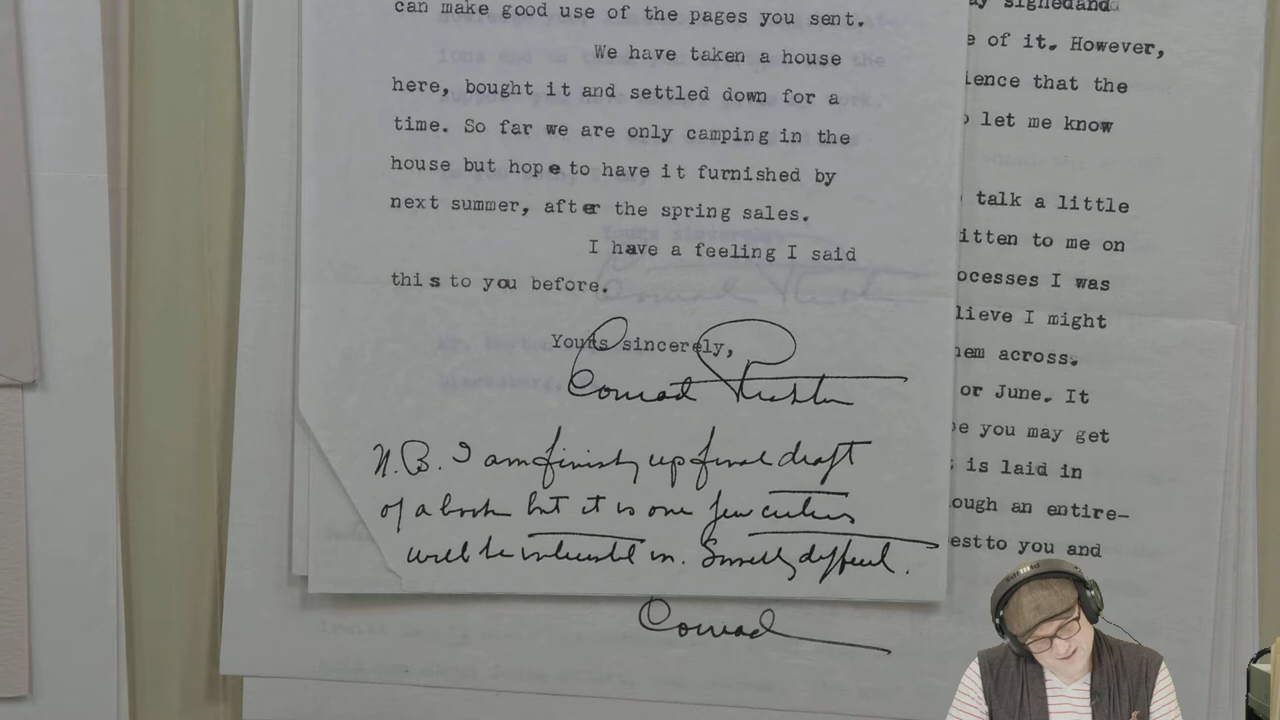 can make good use of the pages you sent.
We have taken a house
here, bought it and settled down for a
time. So far we are only camping in the
house but hope to have it furnished by
next summer, after the spring sales.
I have a feeling I said
this to you before.
Yours sincerely,
Conrad Richter
N.B. I am finishing up final draft
of a book but it is one few critics
will be interested in. Smelly different.
Conrad
signedand
e of it. However,
ience that the
let me know
talk a little
itten to me on
ocesses I was
lieve I might
hem across.
or June. It
be you may get
is laid in
ough an entire-
estto you and